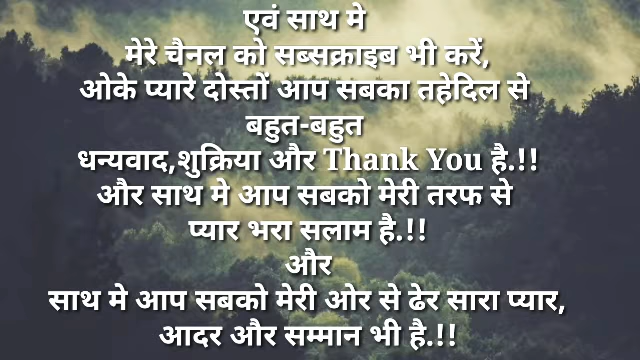 एवं साथ मे
मेरे चैनल को सब्सक्राइब भी करें,
ओके प्यारे दोस्तों आप सबका तहेदिल से
बहुत-बहुत
धन्यवाद,शुक्रिया और Thank You है.!!
और साथ मे आप सबको मेरी तरफ से
प्यार भरा सलाम है.!!
और
साथ मे आप सबको मेरी ओर से ढेर सारा प्यार,
आदर और सम्मान भी है.!!